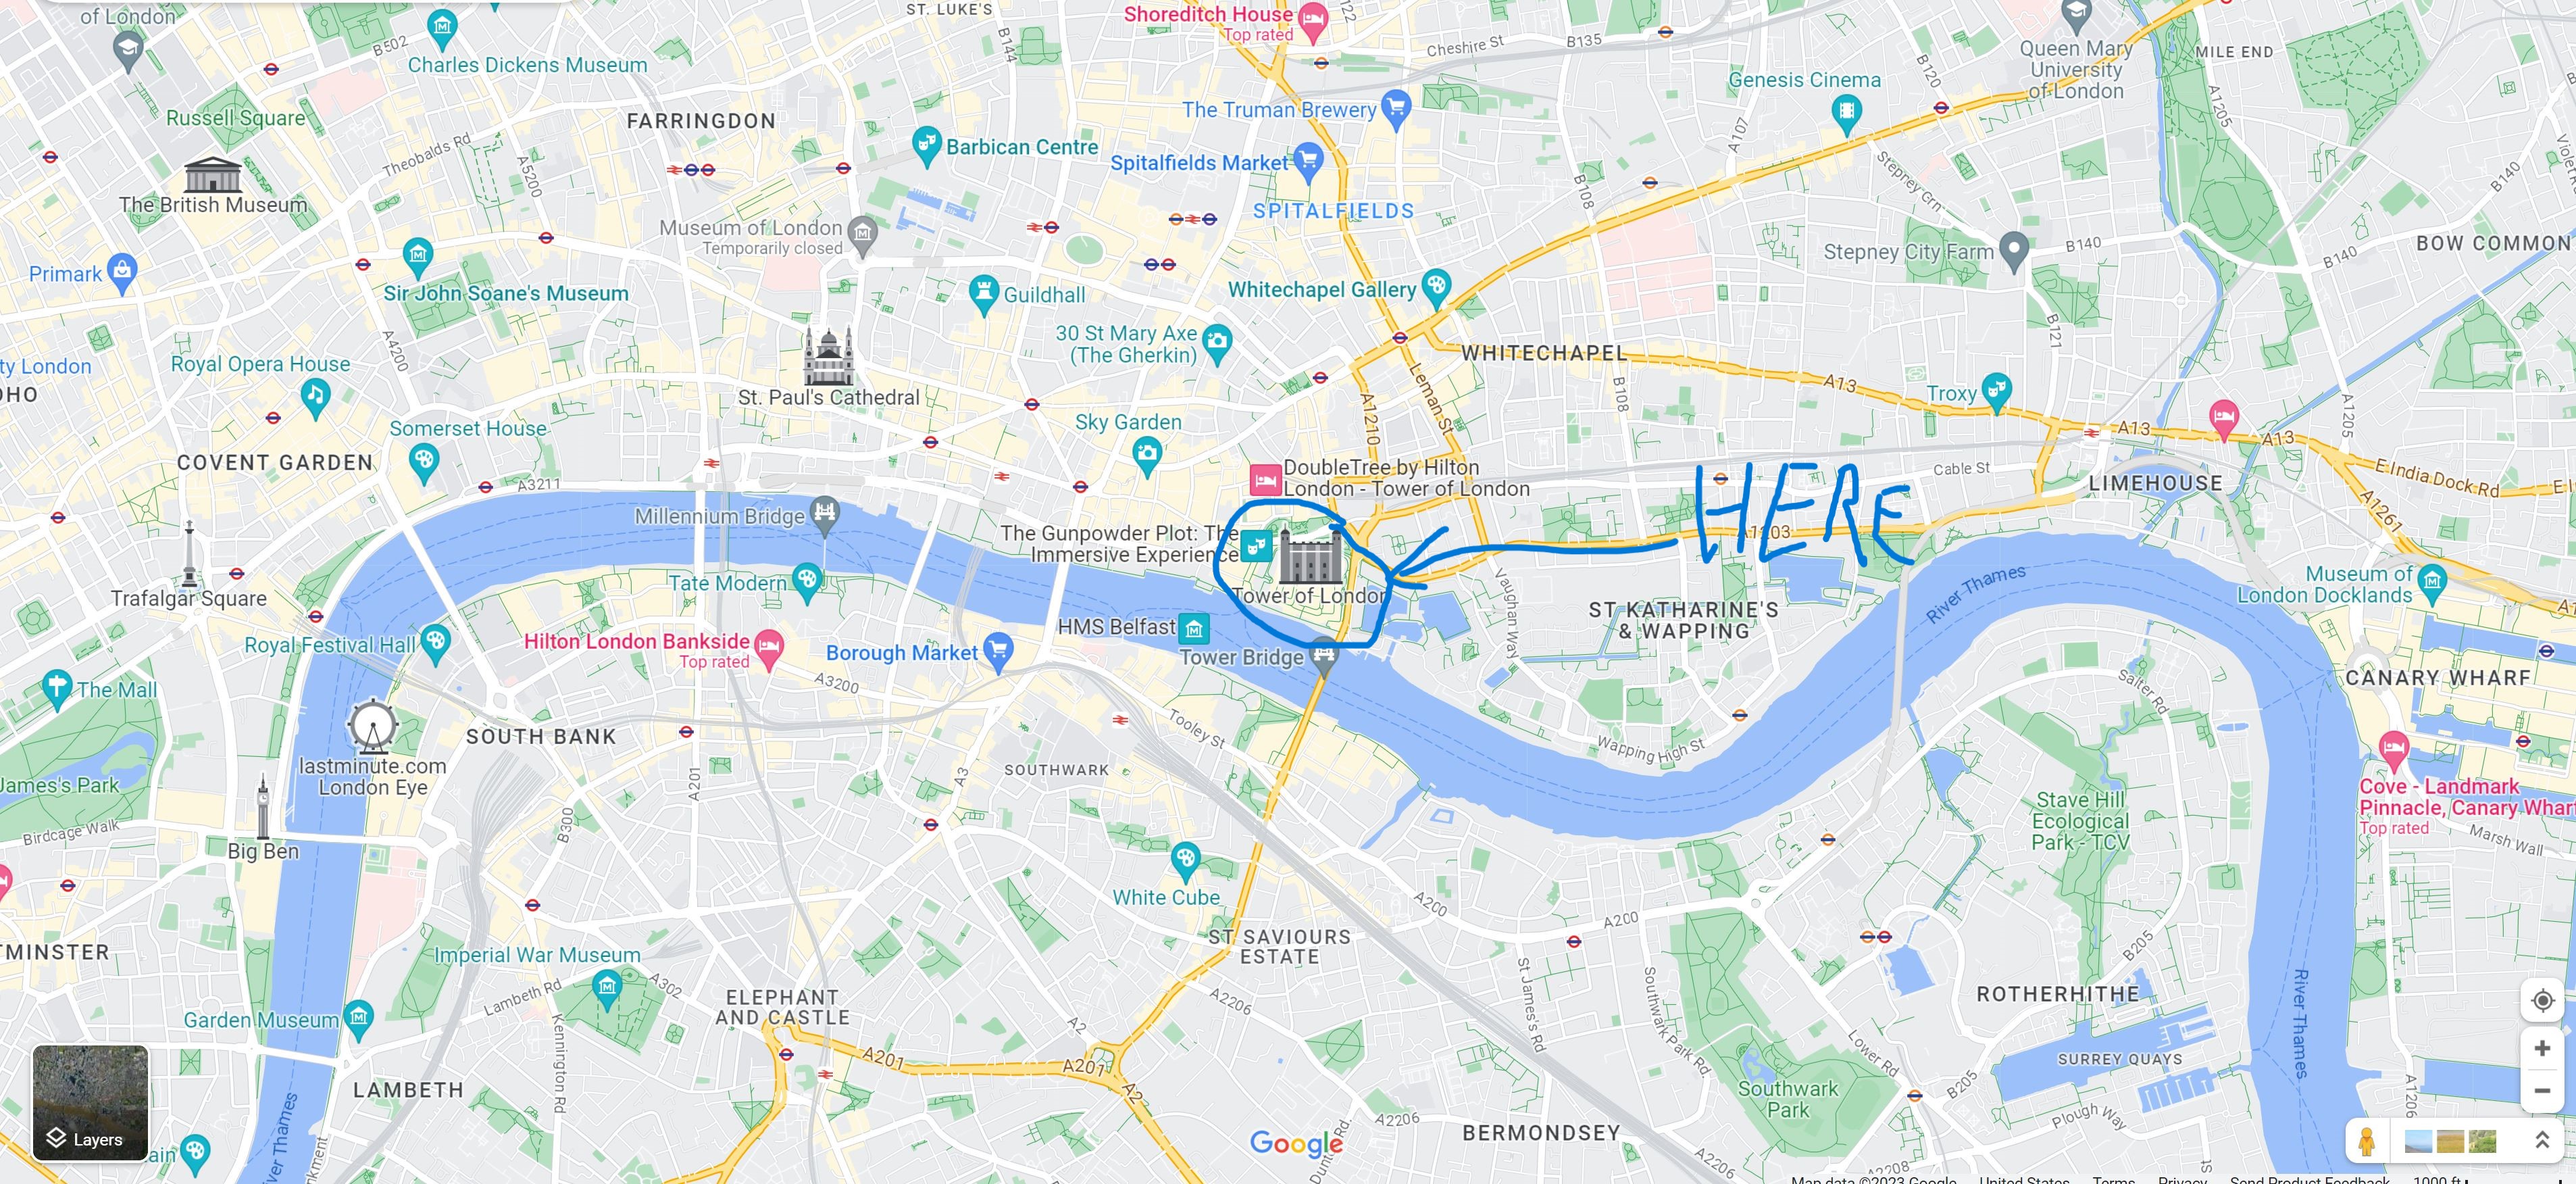 of London
ST. LUKE'S
Shoreditch House
Top rated
122
Cheshire St
B135
Queen Mary
University
of London
MILE END
B502
Charles Dickens Museum
B144
Genesis Cinema
B120
A1205
Russell Square
FARRINGDON
The Truman Brewery
A107
Theobalds Rd
A5200
Barbican Centre
Spitalfields Market
Stepney Grn
B140
The British Museum
SPITALFIELDS
B108
Museum of London
Temporarily closed
Stepney City Farm
B140
BOW COMMON
B140
Primark
Sir John Soane's Museum
Guildhall
Whitechapel Gallery
A4200
30 St Mary Axe
(The Gherkin)
WHITECHAPEL
B121
ty London
OHO
Royal Opera House
St. Paul's Cathedral
Leman St
A13
B108
Troxy
A1205
Somerset House
Sky Garden
A1210
A13
A13
COVENT GARDEN
DoubleTree by Hilton
London - Tower of London
Cable St
LIMEHOUSE
E India Dock Rd
E I
A3211
HERE
A1261
Millennium Bridge
The Gunpowder Plot: The
Immersive Experience
A1203
Trafalgar Square
Tate Modern
Tower of London
Vaughan Way
ST KATHARINE'S
& WAPPING
River Thames
Museum of
London Docklands
Royal Festival Hall
Hilton London Bankside
Top rated
Borough Market
HMS Belfast
Tower Bridge
The Mall
A3200
CANARY WHARF
Salter Rd
SOUTH BANK
Tooley St
Wapping High St
lastminute.com
London Eye
A201
A3
SOUTHWARK
James's Park
Cove - Landmark
Pinnacle, Canary Wharf
Top rated
Stave Hill
Ecological
Park - TCV
Birdcage Walk
B300
Marsh Wall
Big Ben
White Cube
A200
A200
TMINSTER
Imperial War Museum
ST SAVIOURS
ESTATE
B205
River Thames
Lambeth Rd
A302
ELEPHANT
AND CASTLE
A2206
St James's Rd
Southwark Park Rd
ROTHERHITHE
Garden Museum
Kennington Rd
A2
Lower Rd
A201
A201
SURREY QUAYS
LAMBETH
A2
Southwark
Park
B205
A1206
Plough Way
River Thames
Layers
ain
Google
A2206
BERMONDSEY
A2206
B2208
Map data ©2023 Google United States Terms Privacy Send Product Feedback 1000 ft